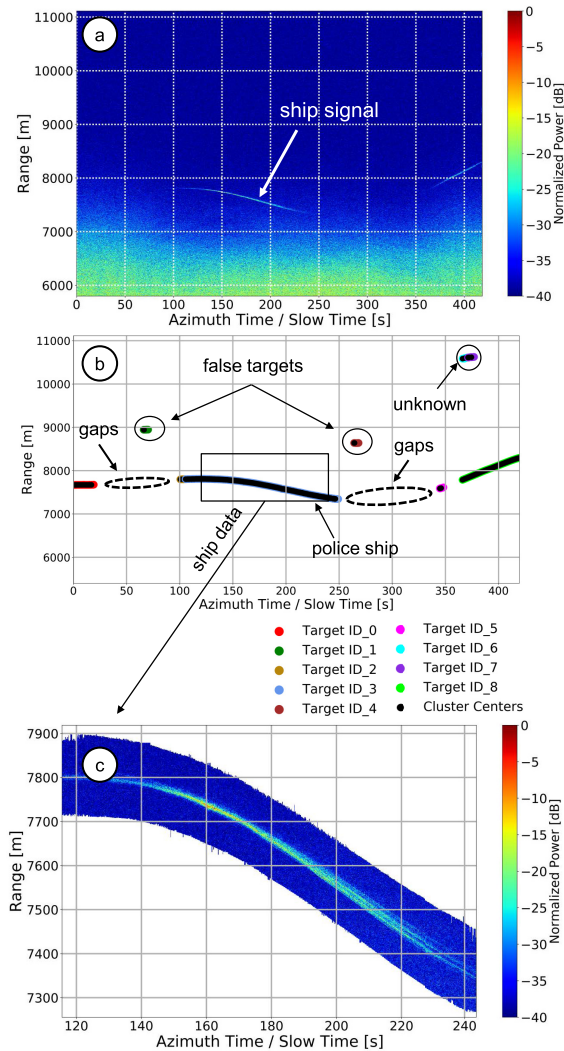 a
ship signal
11000
10000
9000
8000
7000
6000
Range [m]
0 50 100 150 200 250 300 350 400
Azimuth Time / Slow Time [s]
0
−5
−10
−15
−20
−25
−30
−35
−40
Normalized Power [dB]
b
false targets
unknown
gaps
gaps
police ship
ship data
11000
10000
9000
8000
7000
6000
Range [m]
0 50 100 150 200 250 300 350 400
Azimuth Time / Slow Time [s]
Target ID_0
Target ID_1
Target ID_2
Target ID_3
Target ID_4
Target ID_5
Target ID_6
Target ID_7
Target ID_8
Cluster Centers
c
7900
7800
7700
7600
7500
7400
7300
Range [m]
120 140 160 180 200 220 240
Azimuth Time / Slow Time [s]
0
−5
−10
−15
−20
−25
−30
−35
−40
Normalized Power [dB]